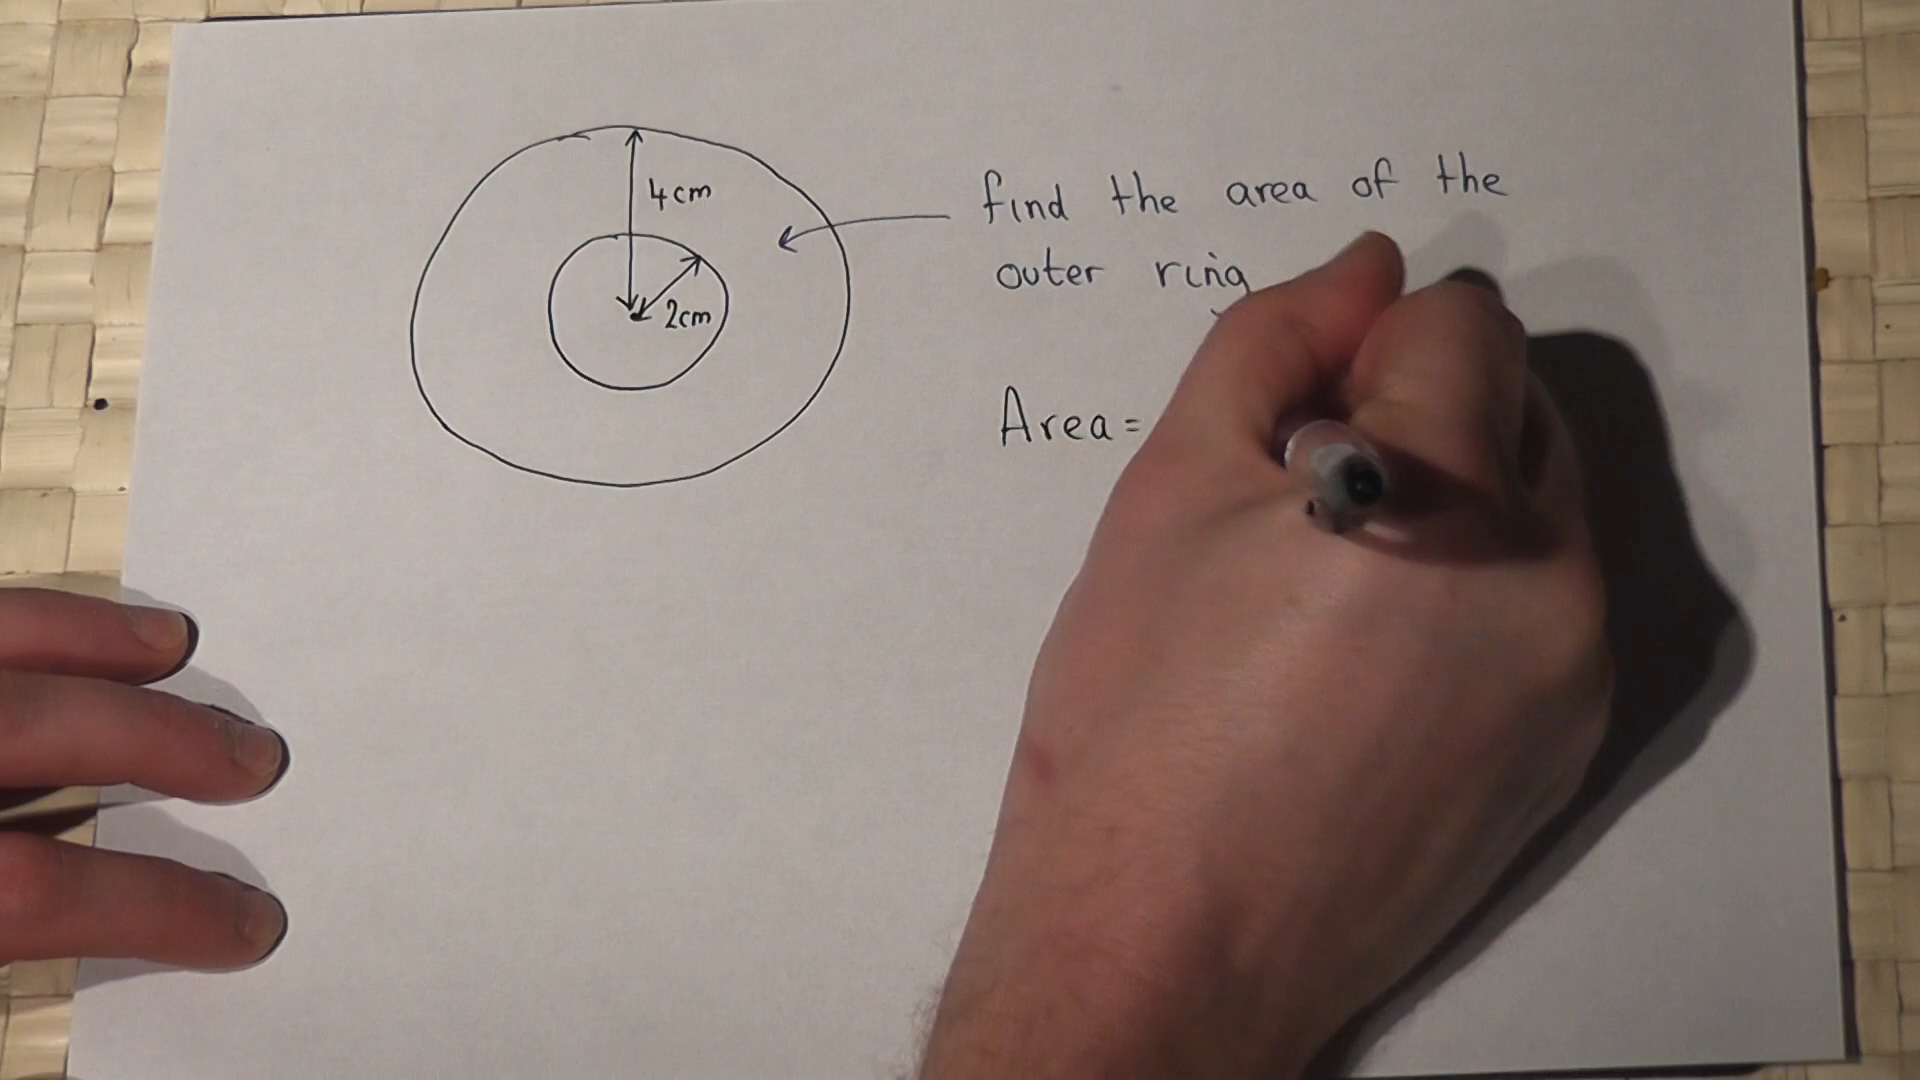 4cm
2cm
find the area of the
outer ring
Area =